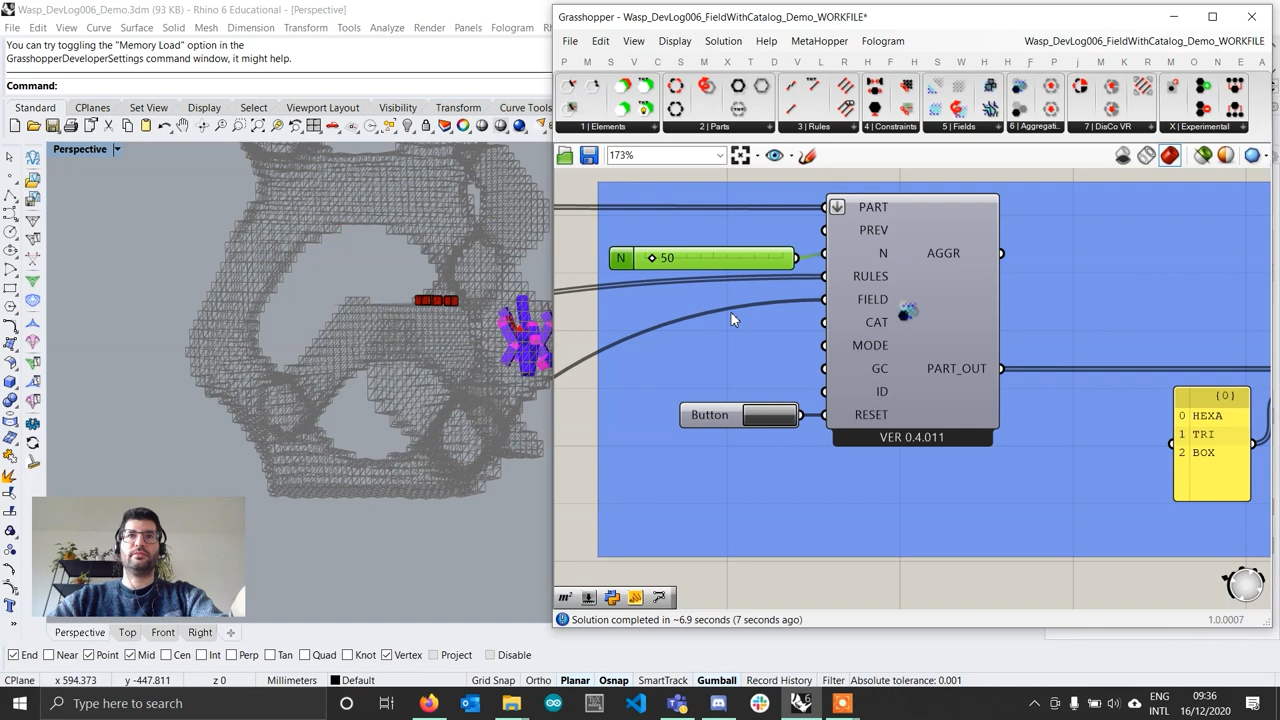 Wasp_DevLog006_Demo.3dm (93 KB) - Rhino 6 Educational - [Perspective]
File Edit View Curve Surface Solid Mesh Dimension Transform Tools Analyze Render Panels Fologram
You can try toggling the "Memory Load" option in the
GrasshopperDeveloperSettings command window, it might help.
Command:
Standard CPlanes Set View Display Select Viewport Layout Visibility Transform Curve Tools
Perspective
Grasshopper - Wasp_DevLog006_FieldWithCatalog_Demo_WORKFILE*
File Edit View Display Solution Help MetaHopper Fologram Wasp_DevLog006_FieldWithCatalog_Demo_WORKFILE
1 | Elements 2 | Parts 3 | Rules 4 | Constraints 5 | Fields 6 | Aggregati.. 7 | DisCo VR X | Experimental
173%
PART
PREV
N 50
N
AGGR
RULES
FIELD
CAT
MODE
GC
PART_OUT
ID
Button
RESET
VER 0.4.011
{0}
0 HEXA
1 TRI
2 BOX
m²
Solution completed in ~6.9 seconds (7 seconds ago) 1.0.0007
Perspective Top Front Right
End Near Point Mid Cen Int Perp Tan Quad Knot Vertex Project Disable
CPlane x 594.373 y -447.811 z 0 Millimeters Default Grid Snap Ortho Planar Osnap SmartTrack Gumball Record History Filter Absolute tolerance: 0.001
Type here to search
ENG
INTL
09:36
16/12/2020